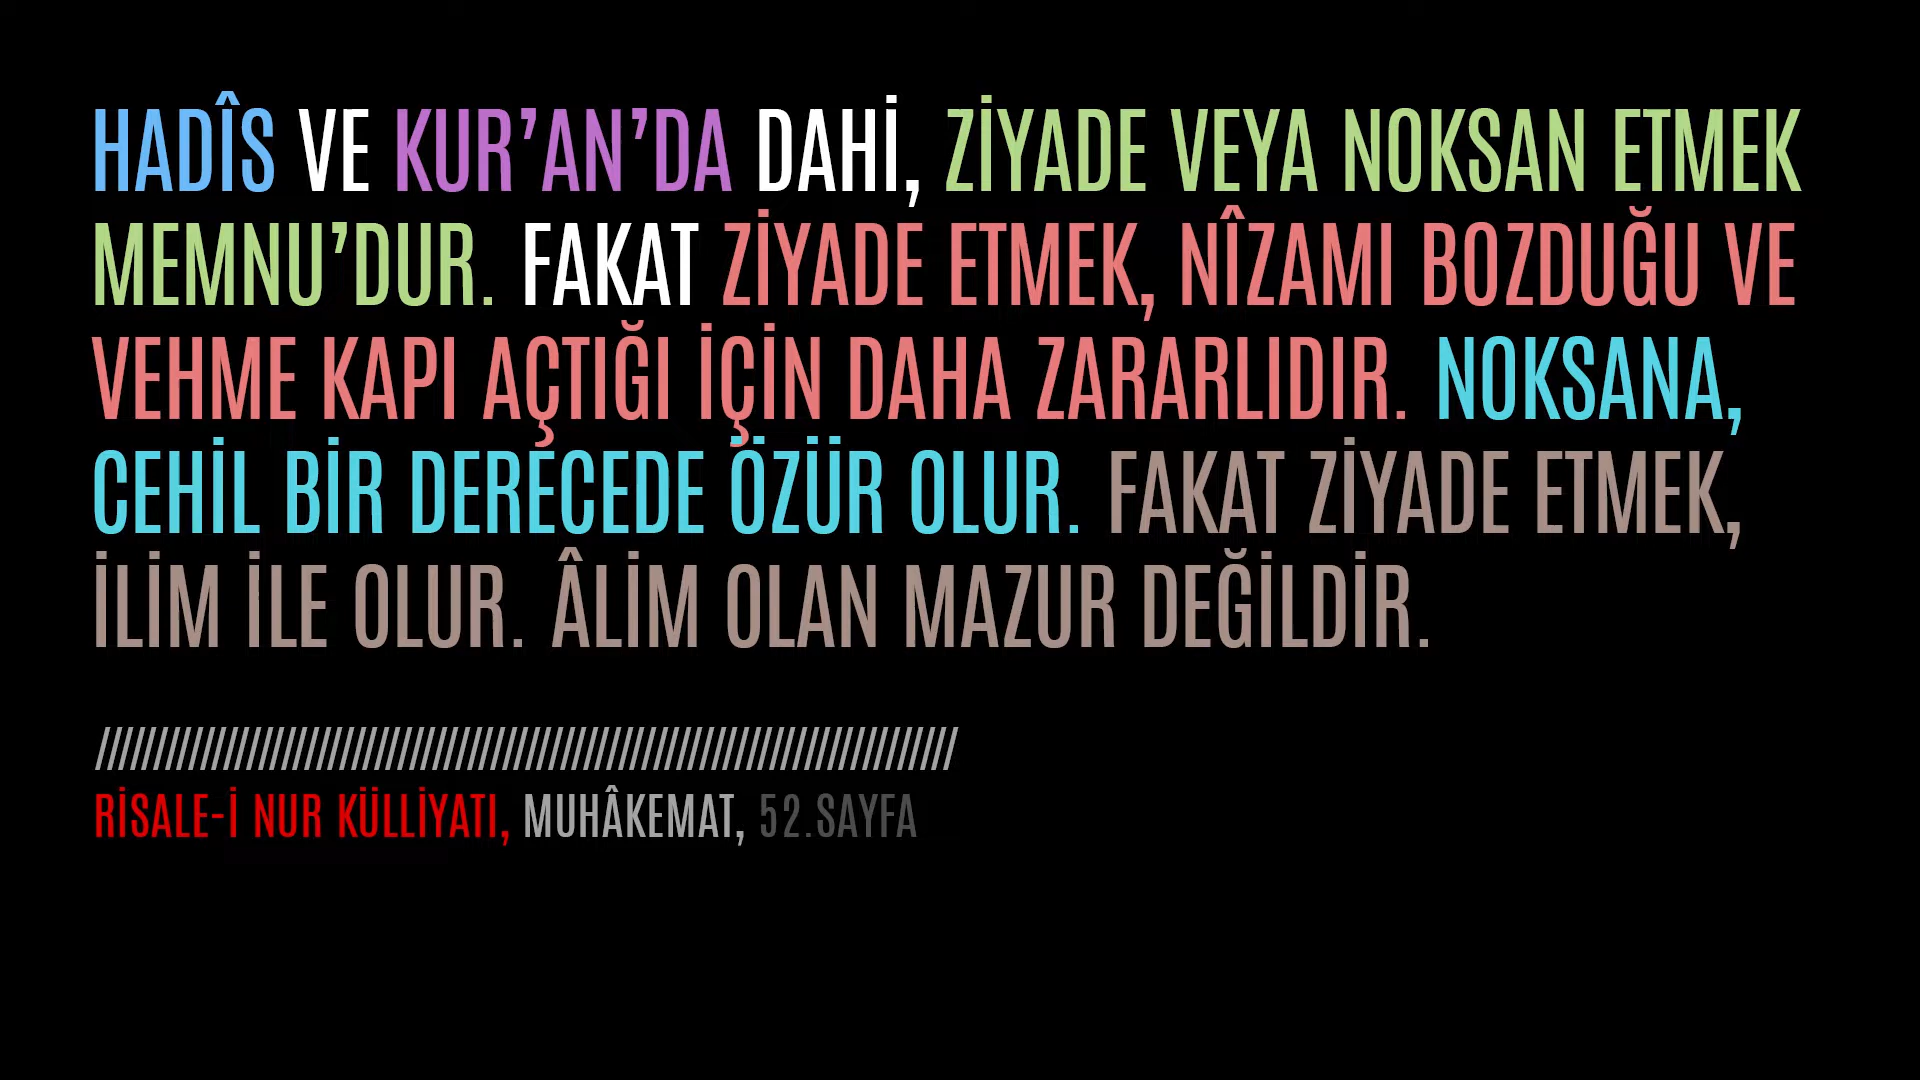 HADÎS VE KUR’AN’DA DAHİ, ZİYADE VEYA NOKSAN ETMEK
MEMNU’DUR. FAKAT ZİYADE ETMEK, NÎZAMI BOZDUĞU VE
VEHME KAPI AÇTIĞI İÇİN DAHA ZARARLIDIR. NOKSANA,
CEHİL BİR DERECEDE ÖZÜR OLUR. FAKAT ZİYADE ETMEK,
İLİM İLE OLUR. ÂLİM OLAN MAZUR DEĞİLDİR.
RİSALE-İ NUR KÜLLİYATI, MUHÂKEMAT, 52.SAYFA